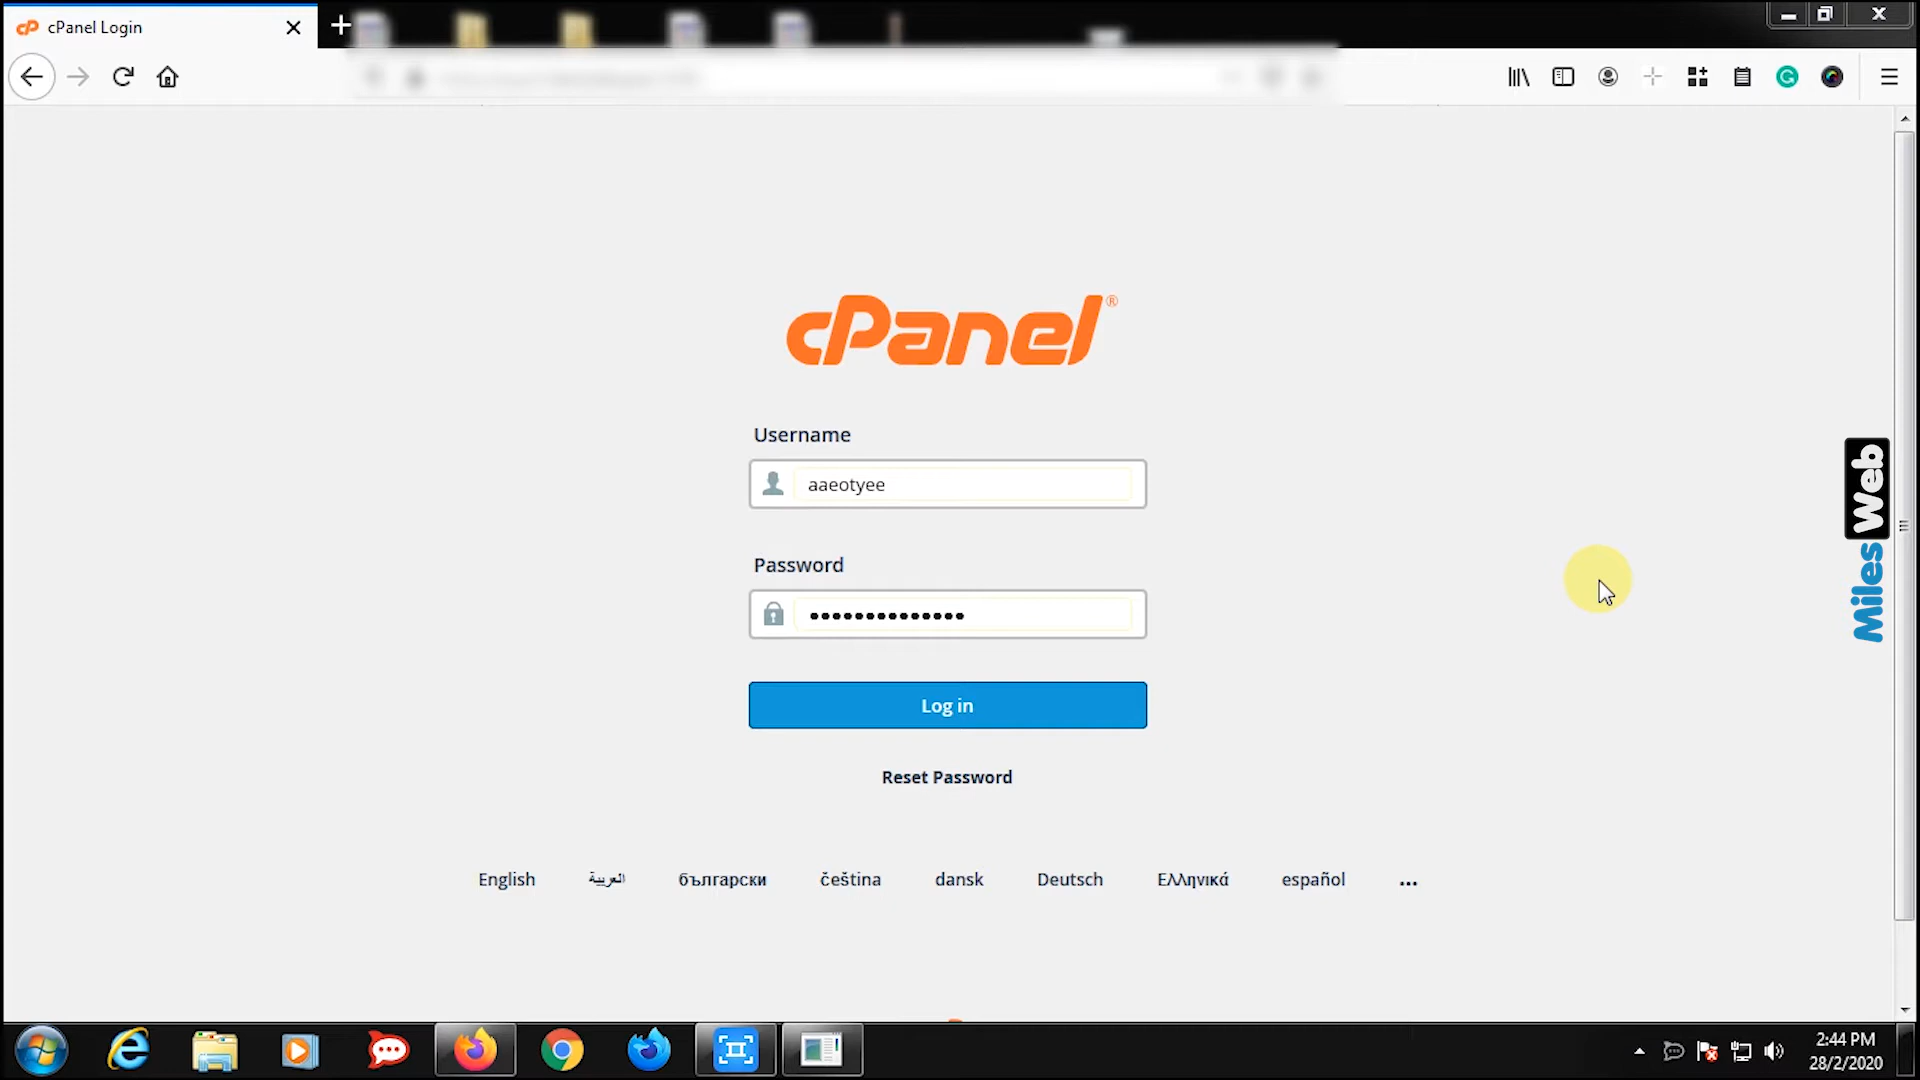 cPanel Login
cPanel®
Username
aaeotyee
Password
Log in
Reset Password
English العربية български čeština dansk Deutsch Ελληνικά español ...
MilesWeb
2:44 PM
28/2/2020